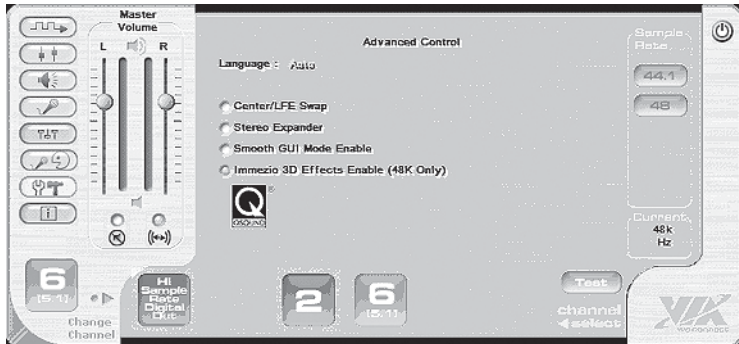 Master
Volume
L R
Advanced Control
Language : Auto
Center/LFE Swap
Stereo Expander
Smooth GUI Mode Enable
Immezio 3D Effects Enable (48K Only)
Q
QSOUND
®
Sample
Rate
44.1
48
Current
48k
Hz
6
[5.1]
Change
Channel
Hi
Sample
Rate
Digital
Out
2
6
[5.1]
Test
channel
select
VIA